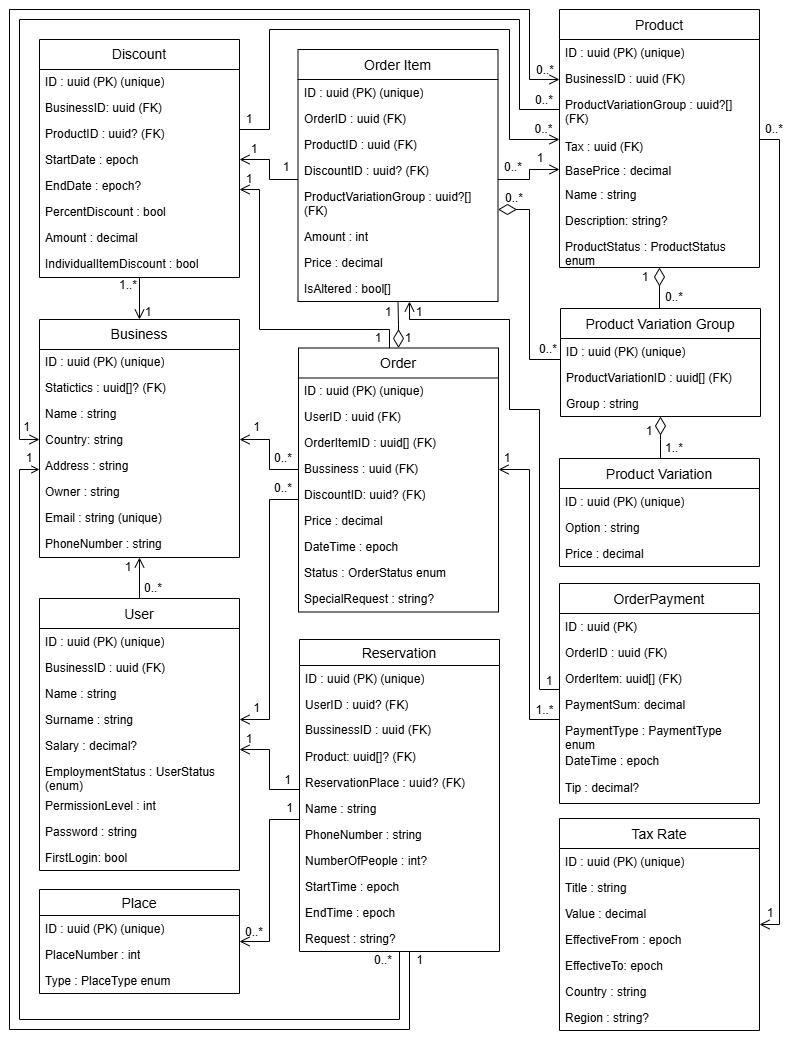 Discount
ID : uuid (PK) (unique)
BusinessID: uuid (FK)
ProductID : uuid? (FK)
StartDate : epoch
EndDate : epoch?
PercentDiscount : bool
Amount : decimal
IndividualItemDiscount : bool
1
1
1
1..*
1
Order Item
ID : uuid (PK) (unique)
OrderID : uuid (FK)
ProductID : uuid (FK)
DiscountID : uuid? (FK)
ProductVariationGroup : uuid?[]
(FK)
Amount : int
Price : decimal
IsAltered : bool[]
1
0..*
1
0..*
1
1
1
1
Product
ID : uuid (PK) (unique)
BusinessID : uuid (FK)
ProductVariationGroup : uuid?[]
(FK)
Tax : uuid (FK)
BasePrice : decimal
Name : string
Description: string?
ProductStatus : ProductStatus
enum
0..*
0..*
0..*
0..*
1
0..*
Business
ID : uuid (PK) (unique)
Statictics : uuid[]? (FK)
Name : string
Country: string
Address : string
Owner : string
Email : string (unique)
PhoneNumber : string
1
1
1
1
0..*
Order
ID : uuid (PK) (unique)
UserID : uuid (FK)
OrderItemID : uuid[] (FK)
Bussiness : uuid (FK)
DiscountID: uuid? (FK)
Price : decimal
DateTime : epoch
Status : OrderStatus enum
SpecialRequest : string?
0..*
0..*
1
Product Variation Group
ID : uuid (PK) (unique)
ProductVariationID : uuid[] (FK)
Group : string
0..*
1
1..*
Product Variation
ID : uuid (PK) (unique)
Option : string
Price : decimal
User
ID : uuid (PK) (unique)
BusinessID : uuid (FK)
Name : string
Surname : string
Salary : decimal?
EmploymentStatus : UserStatus
(enum)
PermissionLevel : int
Password : string
FirstLogin: bool
1
1
Reservation
ID : uuid (PK) (unique)
UserID : uuid? (FK)
BussinessID : uuid (FK)
Product: uuid[]? (FK)
ReservationPlace : uuid? (FK)
Name : string
PhoneNumber : string
NumberOfPeople : int?
StartTime : epoch
EndTime : epoch
Request : string?
1
1
0..*
1
OrderPayment
ID : uuid (PK)
OrderID : uuid (FK)
OrderItem: uuid[] (FK)
PaymentSum: decimal
PaymentType : PaymentType
enum
DateTime : epoch
Tip : decimal?
1
1..*
Place
ID : uuid (PK) (unique)
PlaceNumber : int
Type : PlaceType enum
0..*
Tax Rate
ID : uuid (PK) (unique)
Title : string
Value : decimal
EffectiveFrom : epoch
EffectiveTo: epoch
Country : string
Region : string?
1